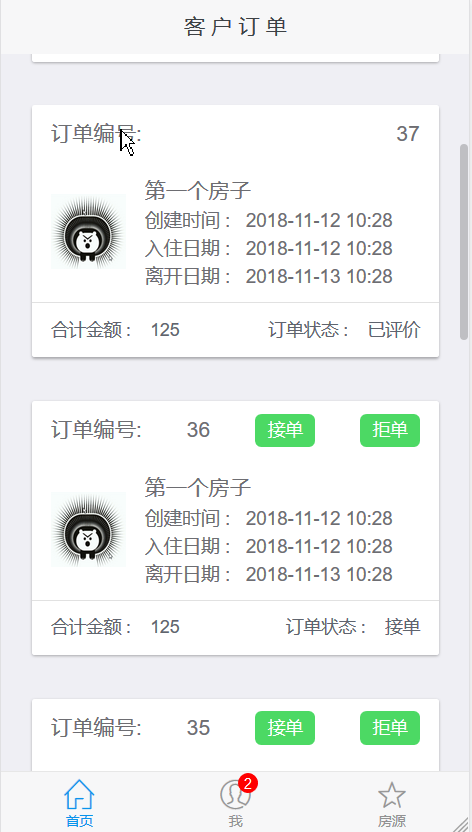 客户订单
订单编号: 37
第一个房子
创建时间： 2018-11-12 10:28
入住日期： 2018-11-12 10:28
离开日期： 2018-11-13 10:28
合计金额： 125 订单状态： 已评价
订单编号: 36 接单 拒单
第一个房子
创建时间： 2018-11-12 10:28
入住日期： 2018-11-12 10:28
离开日期： 2018-11-13 10:28
合计金额： 125 订单状态： 接单
订单编号: 35 接单 拒单
2
首页 我 房源